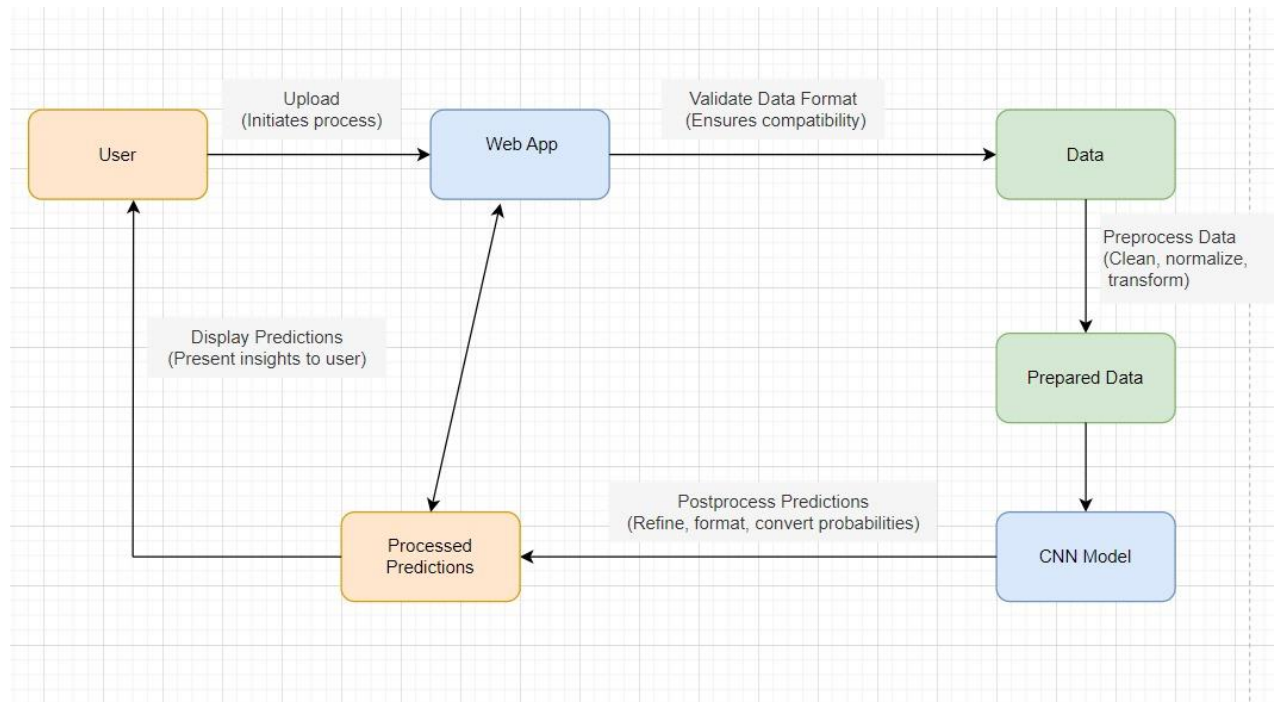 Upload
(Initiates process)
Validate Data Format
(Ensures compatibility)
User
Web App
Data
Preprocess Data
(Clean, normalize,
transform)
Display Predictions
(Present insights to user)
Prepared Data
Postprocess Predictions
(Refine, format, convert probabilities)
Processed
Predictions
CNN Model